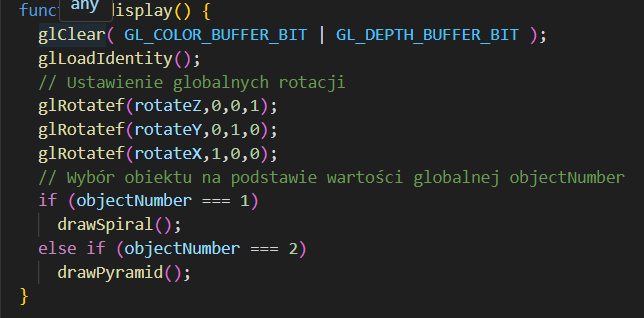 any
func display() {
glClear( GL_COLOR_BUFFER_BIT | GL_DEPTH_BUFFER_BIT );
glLoadIdentity();
// Ustawienie globalnych rotacji
glRotatef(rotateZ,0,0,1);
glRotatef(rotateY,0,1,0);
glRotatef(rotateX,1,0,0);
// Wybór obiektu na podstawie wartości globalnej objectNumber
if (objectNumber === 1)
drawSpiral();
else if (objectNumber === 2)
drawPyramid();
}